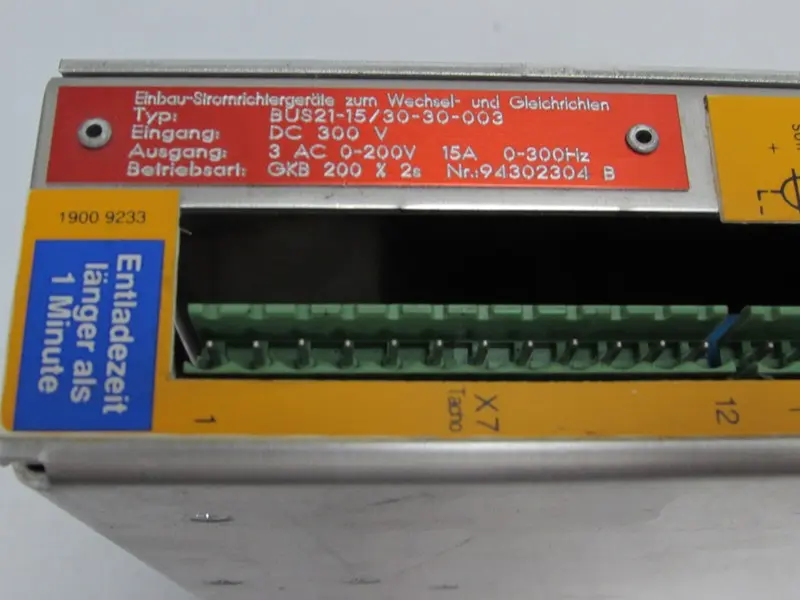 Einbau-Stromrichtergeräte zum Wechsel- und Gleichrichten
Typ: BUS21-15/30-30-003
Eingang: DC 300 V
Ausgang: 3 AC 0-200V 15A 0-300Hz
Betriebsart: GKB 200 % 2s Nr.:94302304 B
1900 9233
Entladezeit
länger als
1 Minute
+
L-
1
X7
Tacho
12